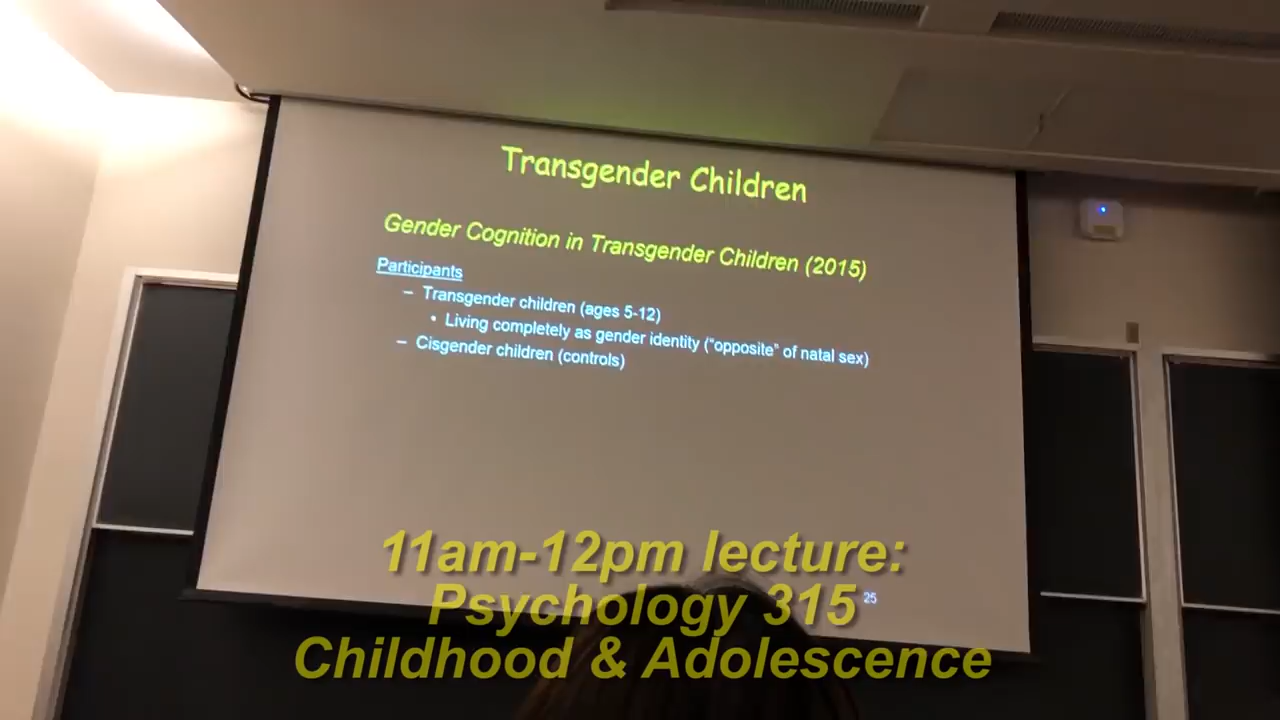 Transgender Children
Gender Cognition in Transgender Children (2015)
Participants
– Transgender children (ages 5-12)
• Living completely as gender identity ("opposite" of natal sex)
– Cisgender children (controls)
11am-12pm lecture:
Psychology 315
25
Childhood & Adolescence